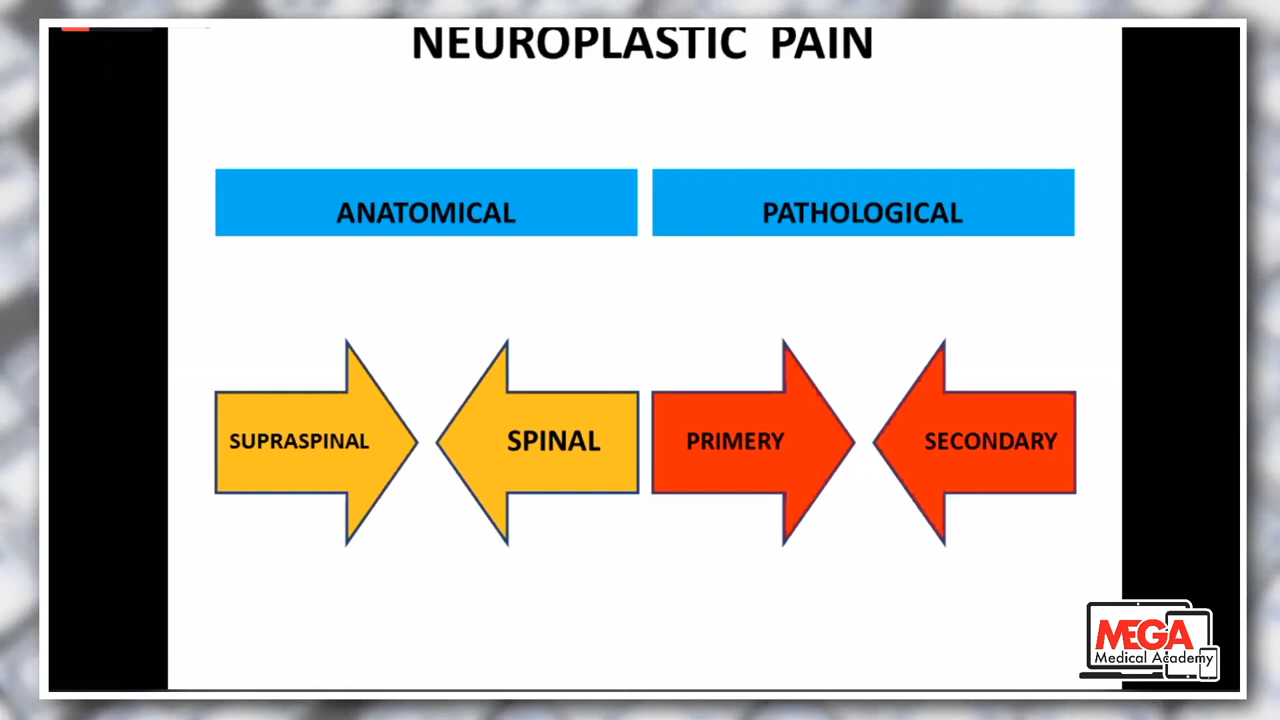 NEUROPLASTIC PAIN
ANATOMICAL
PATHOLOGICAL
SUPRASPINAL
SPINAL
PRIMERY
SECONDARY
MEGA
Medical Academy